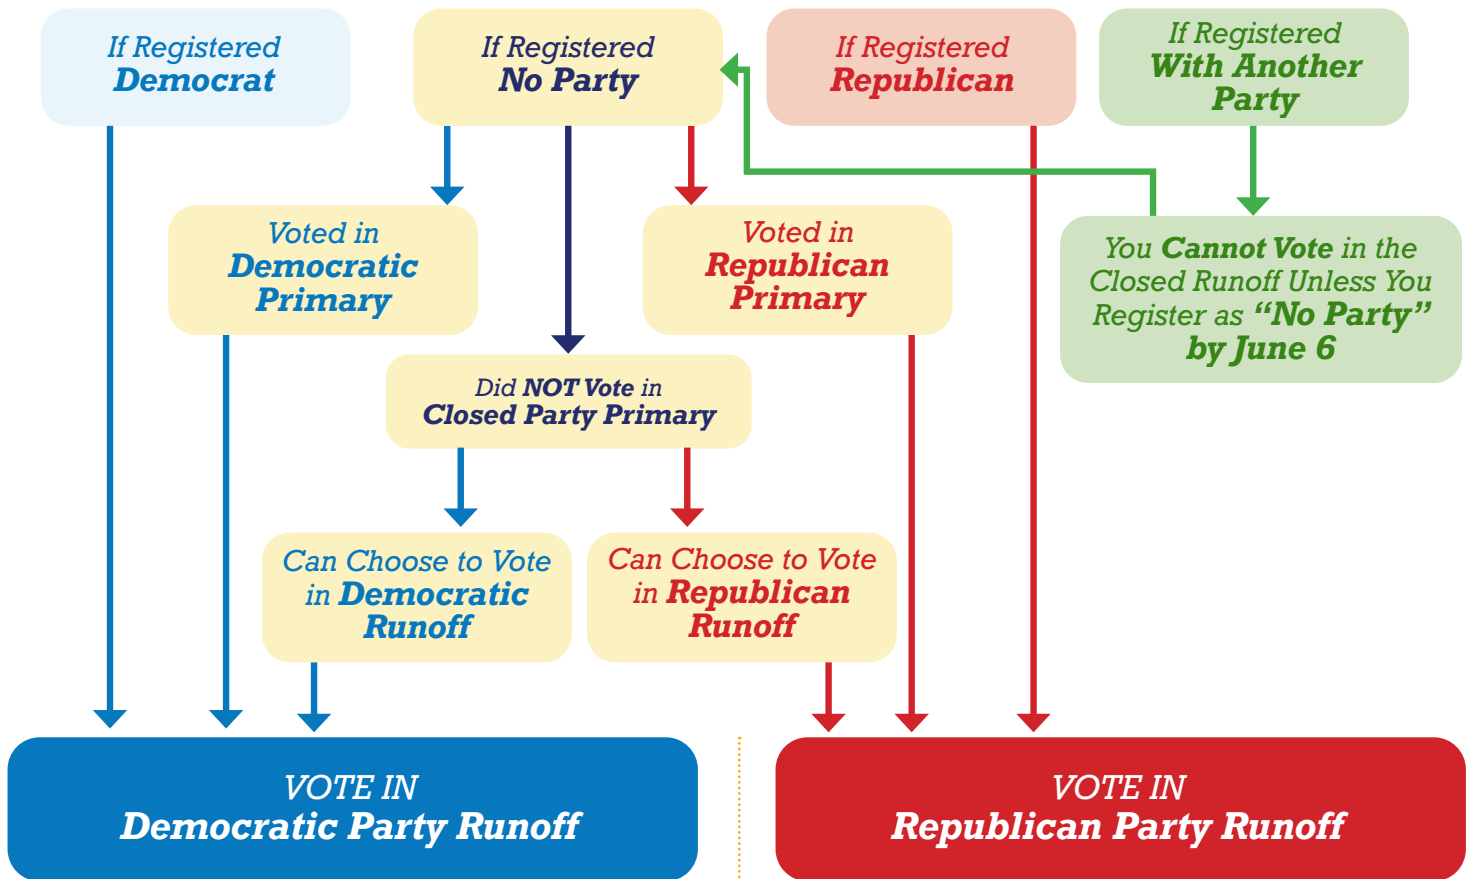 If Registered
Democrat
If Registered
No Party
If Registered
Republican
If Registered
With Another
Party
Voted in
Democratic
Primary
Voted in
Republican
Primary
You Cannot Vote in the
Closed Runoff Unless You
Register as “No Party”
by June 6
Did NOT Vote in
Closed Party Primary
Can Choose to Vote
in Democratic
Runoff
Can Choose to Vote
in Republican
Runoff
VOTE IN
Democratic Party Runoff
VOTE IN
Republican Party Runoff